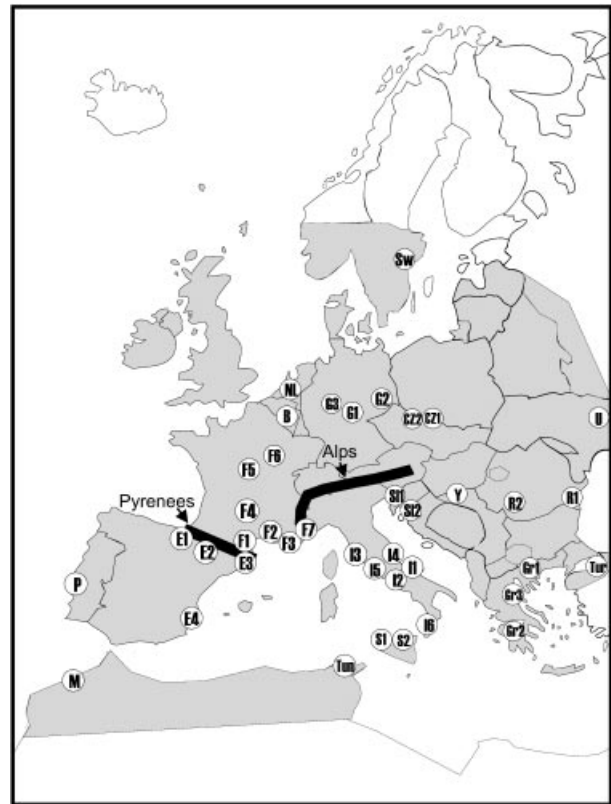 Sw
NL
G3
G1
G2
B
CZ2
CZ1
U
F6
F5
Alps
Pyrenees
Sl1
Sl2
Y
R2
R1
F4
F1
F2
F3
F7
E1
E2
E3
I3
I4
I5
I1
I2
Gr1
Tur
P
E4
Gr3
I6
Gr2
S1
S2
M
Tun